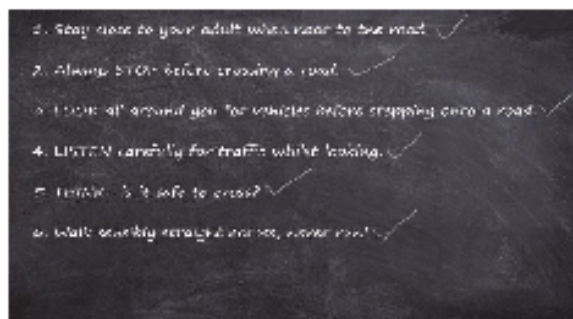 1. Stay close to your adult when near to the road.
2. Always STOP before crossing a road.
3. LOOK all around you for vehicles before stepping onto a road.
4. LISTEN carefully for traffic whilst looking.
5. THINK - is it safe to cross?
6. Walk sensibly straight across, never run!